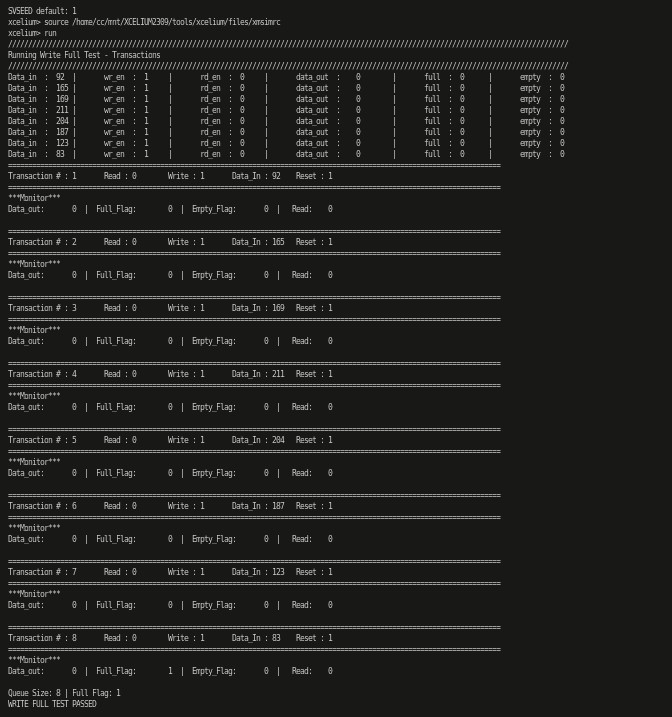 SVSEED default: 1
xcelium> source /home/cc/mnt/XCELIUM2309/tools/xcelium/files/xmsimrc
xcelium> run
////////////////////////////////////////////////////////////////////////////////////////////////////////////////////////////////////////////
Running Write Full Test - Transactions
////////////////////////////////////////////////////////////////////////////////////////////////////////////////////////////////////////////
Data_in : 92 | wr_en : 1 | rd_en : 0 | data_out : 0 | full : 0 | empty : 0
Data_in : 165 | wr_en : 1 | rd_en : 0 | data_out : 0 | full : 0 | empty : 0
Data_in : 169 | wr_en : 1 | rd_en : 0 | data_out : 0 | full : 0 | empty : 0
Data_in : 211 | wr_en : 1 | rd_en : 0 | data_out : 0 | full : 0 | empty : 0
Data_in : 204 | wr_en : 1 | rd_en : 0 | data_out : 0 | full : 0 | empty : 0
Data_in : 187 | wr_en : 1 | rd_en : 0 | data_out : 0 | full : 0 | empty : 0
Data_in : 123 | wr_en : 1 | rd_en : 0 | data_out : 0 | full : 0 | empty : 0
Data_in : 83 | wr_en : 1 | rd_en : 0 | data_out : 0 | full : 0 | empty : 0
===========================================================================================================================
Transaction # : 1 Read : 0 Write : 1 Data_In : 92 Reset : 1
===========================================================================================================================
***Monitor***
Data_out: 0 | Full_Flag: 0 | Empty_Flag: 0 | Read: 0
===========================================================================================================================
Transaction # : 2 Read : 0 Write : 1 Data_In : 165 Reset : 1
===========================================================================================================================
***Monitor***
Data_out: 0 | Full_Flag: 0 | Empty_Flag: 0 | Read: 0
===========================================================================================================================
Transaction # : 3 Read : 0 Write : 1 Data_In : 169 Reset : 1
===========================================================================================================================
***Monitor***
Data_out: 0 | Full_Flag: 0 | Empty_Flag: 0 | Read: 0
===========================================================================================================================
Transaction # : 4 Read : 0 Write : 1 Data_In : 211 Reset : 1
===========================================================================================================================
***Monitor***
Data_out: 0 | Full_Flag: 0 | Empty_Flag: 0 | Read: 0
===========================================================================================================================
Transaction # : 5 Read : 0 Write : 1 Data_In : 204 Reset : 1
===========================================================================================================================
***Monitor***
Data_out: 0 | Full_Flag: 0 | Empty_Flag: 0 | Read: 0
===========================================================================================================================
Transaction # : 6 Read : 0 Write : 1 Data_In : 187 Reset : 1
===========================================================================================================================
***Monitor***
Data_out: 0 | Full_Flag: 0 | Empty_Flag: 0 | Read: 0
===========================================================================================================================
Transaction # : 7 Read : 0 Write : 1 Data_In : 123 Reset : 1
===========================================================================================================================
***Monitor***
Data_out: 0 | Full_Flag: 0 | Empty_Flag: 0 | Read: 0
===========================================================================================================================
Transaction # : 8 Read : 0 Write : 1 Data_In : 83 Reset : 1
===========================================================================================================================
***Monitor***
Data_out: 0 | Full_Flag: 1 | Empty_Flag: 0 | Read: 0
Queue Size: 8 | Full Flag: 1
WRITE FULL TEST PASSED